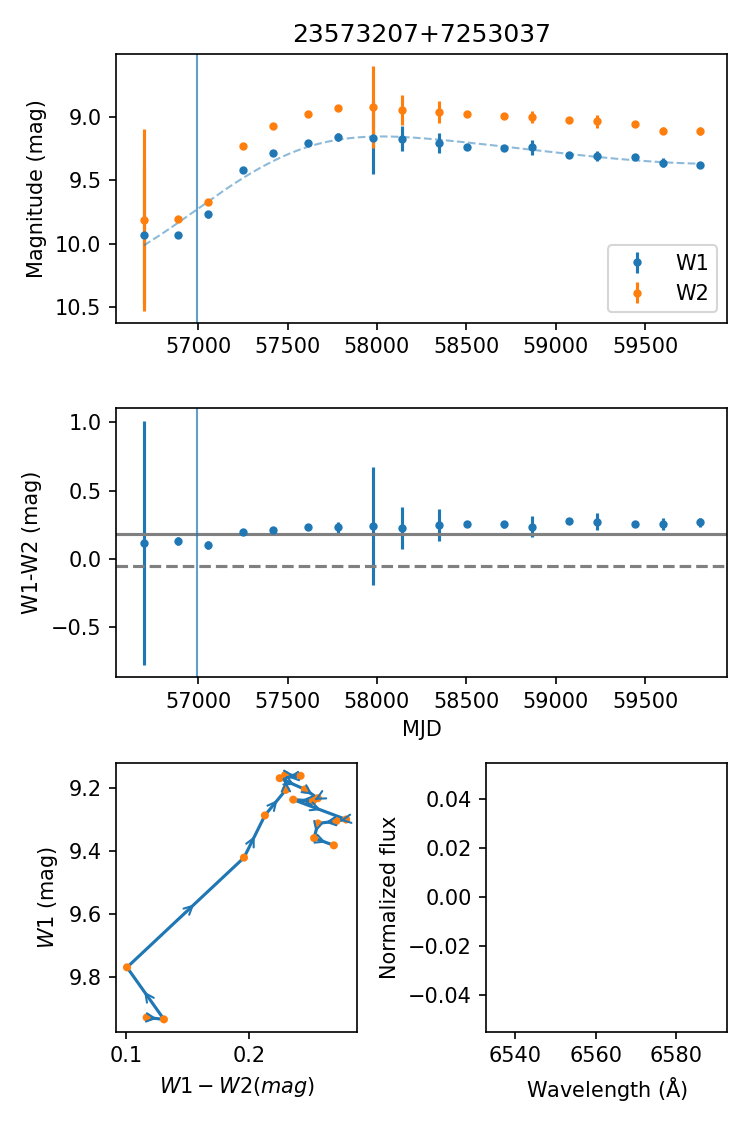 23573207+7253037
Magnitude (mag)
9.0
9.5
10.0
10.5
W1
W2
57000 57500 58000 58500 59000 59500
W1-W2 (mag)
1.0
0.5
0.0
−0.5
57000 57500 58000 58500 59000 59500
MJD
W1 (mag)
9.2
9.4
9.6
9.8
0.1 0.2
W1 − W2(mag)
Normalized flux
0.04
0.02
0.00
−0.02
−0.04
6540 6560 6580
Wavelength (Å)